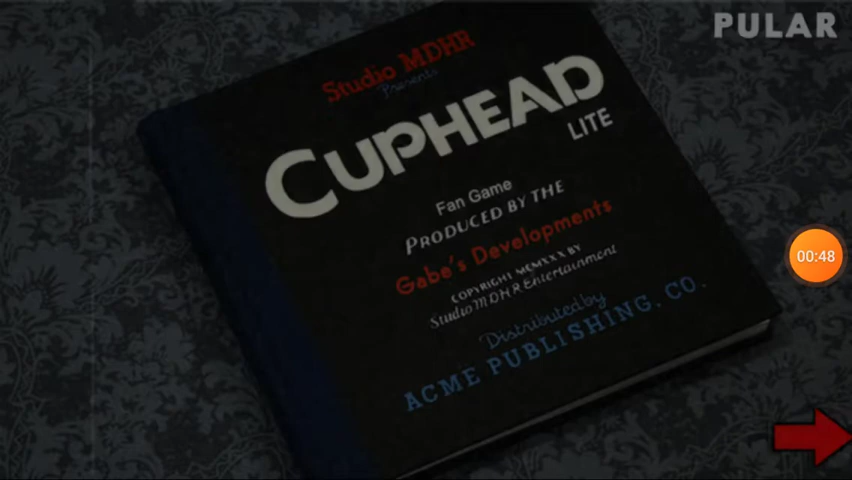 PULAR
Studio MDHR
Presents
CUPHEAD
LITE
Fan Game
PRODUCED BY THE
Gabe's Developments
COPYRIGHT MCMXXX BY
Studio MDHR Entertainment
Distributed by
ACME PUBLISHING. CO.
00:48